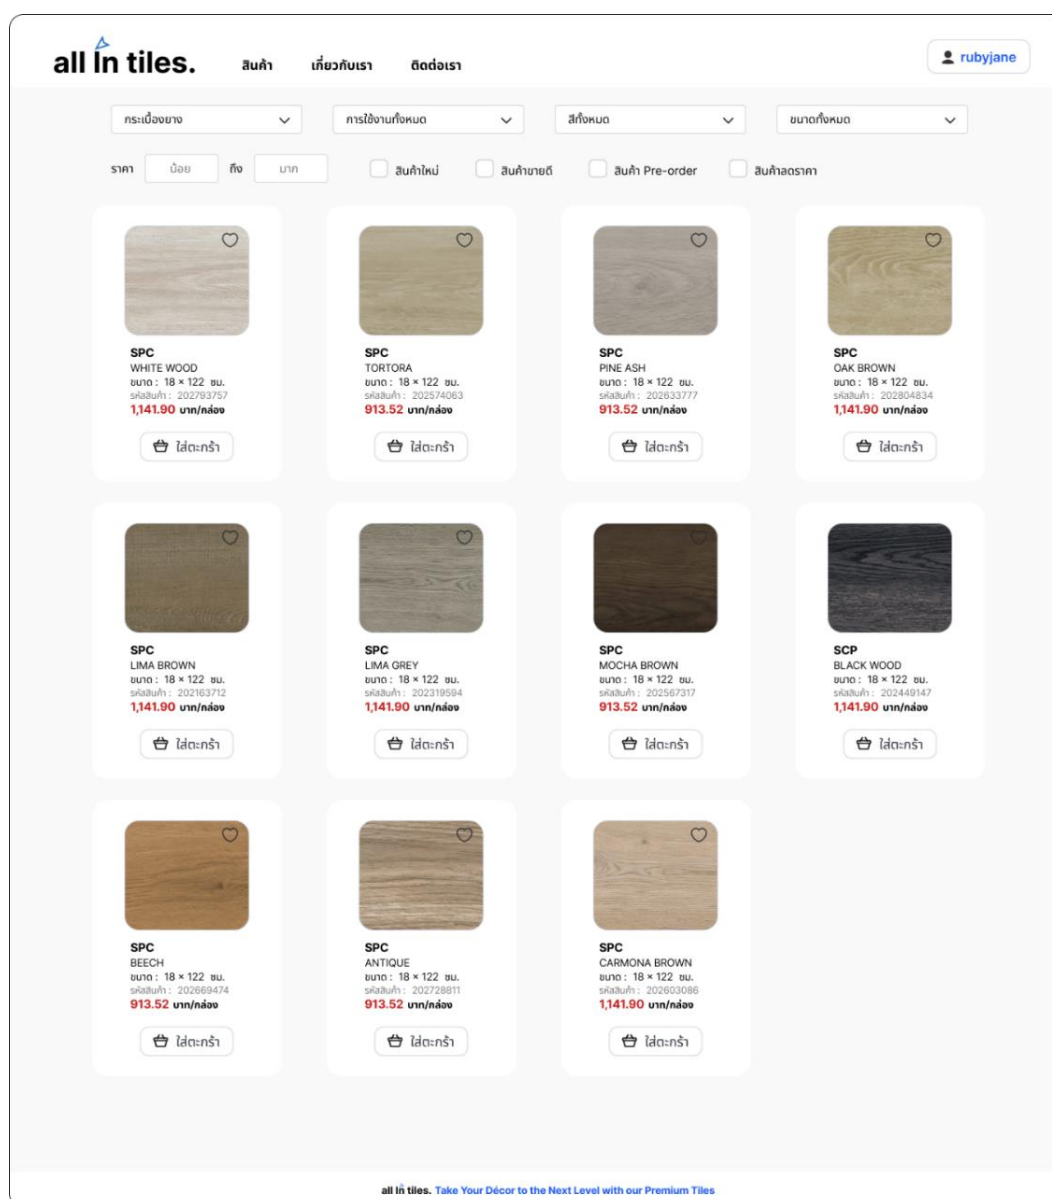 all in tiles.
สินค้า เกี่ยวกับเรา ติดต่อเรา
rubyjane
กระเบื้องยาง การใช้งานทั้งหมด สีทั้งหมด ขนาดทั้งหมด
ราคา น้อย ถึง มาก สินค้าใหม่ สินค้าขายดี สินค้า Pre-order สินค้าลดราคา
SPC
WHITE WOOD
ขนาด : 18 × 122 ซม.
รหัสสินค้า : 202793757
1,141.90 บาท/กล่อง
ใส่ตะกร้า
SPC
TORTORA
ขนาด : 18 × 122 ซม.
รหัสสินค้า : 202574063
913.52 บาท/กล่อง
ใส่ตะกร้า
SPC
PINE ASH
ขนาด : 18 × 122 ซม.
รหัสสินค้า : 202633777
913.52 บาท/กล่อง
ใส่ตะกร้า
SPC
OAK BROWN
ขนาด : 18 × 122 ซม.
รหัสสินค้า : 202804834
1,141.90 บาท/กล่อง
ใส่ตะกร้า
SPC
LIMA BROWN
ขนาด : 18 × 122 ซม.
รหัสสินค้า : 202163712
1,141.90 บาท/กล่อง
ใส่ตะกร้า
SPC
LIMA GREY
ขนาด : 18 × 122 ซม.
รหัสสินค้า : 202319594
1,141.90 บาท/กล่อง
ใส่ตะกร้า
SPC
MOCHA BROWN
ขนาด : 18 × 122 ซม.
รหัสสินค้า : 202567317
913.52 บาท/กล่อง
ใส่ตะกร้า
SCP
BLACK WOOD
ขนาด : 18 × 122 ซม.
รหัสสินค้า : 202449147
1,141.90 บาท/กล่อง
ใส่ตะกร้า
SPC
BEECH
ขนาด : 18 × 122 ซม.
รหัสสินค้า : 202669474
913.52 บาท/กล่อง
ใส่ตะกร้า
SPC
ANTIQUE
ขนาด : 18 × 122 ซม.
รหัสสินค้า : 202728811
913.52 บาท/กล่อง
ใส่ตะกร้า
SPC
CARMONA BROWN
ขนาด : 18 × 122 ซม.
รหัสสินค้า : 202603086
1,141.90 บาท/กล่อง
ใส่ตะกร้า
all in tiles. Take Your Décor to the Next Level with our Premium Tiles